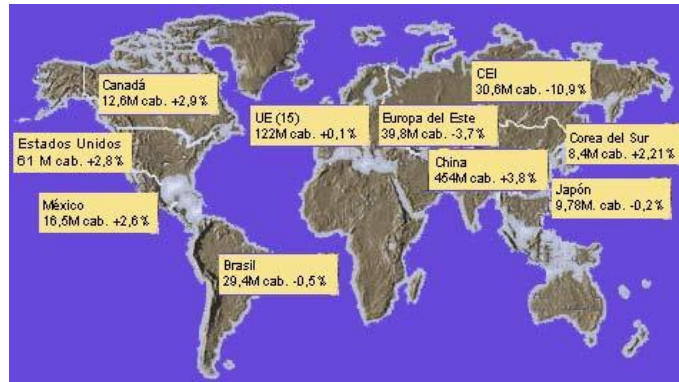 Canadá
12,6M cab. +2,9%
Estados Unidos
61 M cab. +2,8%
México
16,5M cab. +2,6%
Brasil
29,4M cab. -0,5%
UE (15)
122M cab. +0,1%
Europa del Este
39,8M cab. -3,7%
CEI
30,6M cab. -10,9%
China
454M cab. +3,8%
Corea del Sur
8,4M cab. +2,21%
Japón
9,78M. cab. -0,2%